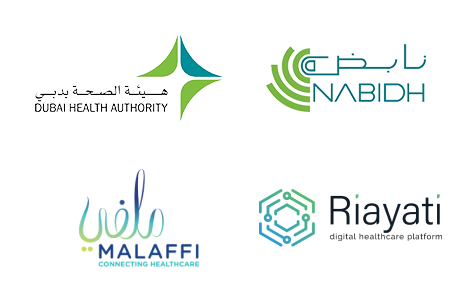 هيئة الصحة بدبي
DUBAI HEALTH AUTHORITY
نابض
NABIDH
ملفي
MALAFFI
CONNECTING HEALTHCARE
Riayati
digital healthcare platform